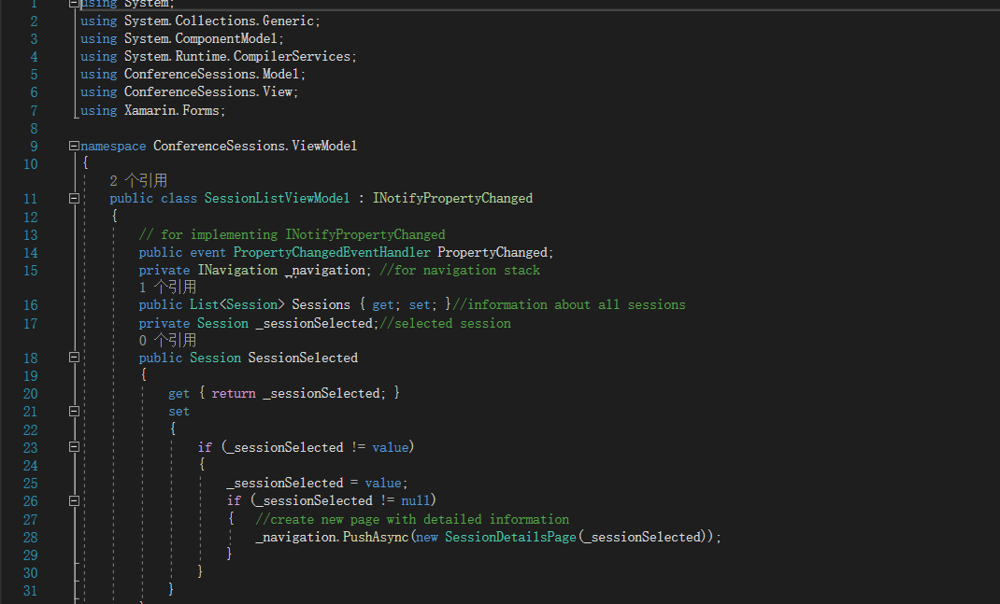 1 using System;
2 using System.Collections.Generic;
3 using System.ComponentModel;
4 using System.Runtime.CompilerServices;
5 using ConferenceSessions.Model;
6 using ConferenceSessions.View;
7 using Xamarin.Forms;
8
9 namespace ConferenceSessions.ViewModel
10 {
2 个引用
11 public class SessionListViewModel : INotifyPropertyChanged
12 {
13 // for implementing INotifyPropertyChanged
14 public event PropertyChangedEventHandler PropertyChanged;
15 private INavigation _navigation; //for navigation stack
1 个引用
16 public List<Session> Sessions { get; set; }//information about all sessions
17 private Session _sessionSelected;//selected session
0 个引用
18 public Session SessionSelected
19 {
20 get { return _sessionSelected; }
21 set
22 {
23 if (_sessionSelected != value)
24 {
25 _sessionSelected = value;
26 if (_sessionSelected != null)
27 { //create new page with detailed information
28 _navigation.PushAsync(new SessionDetailsPage(_sessionSelected));
29 }
30 }
31 }